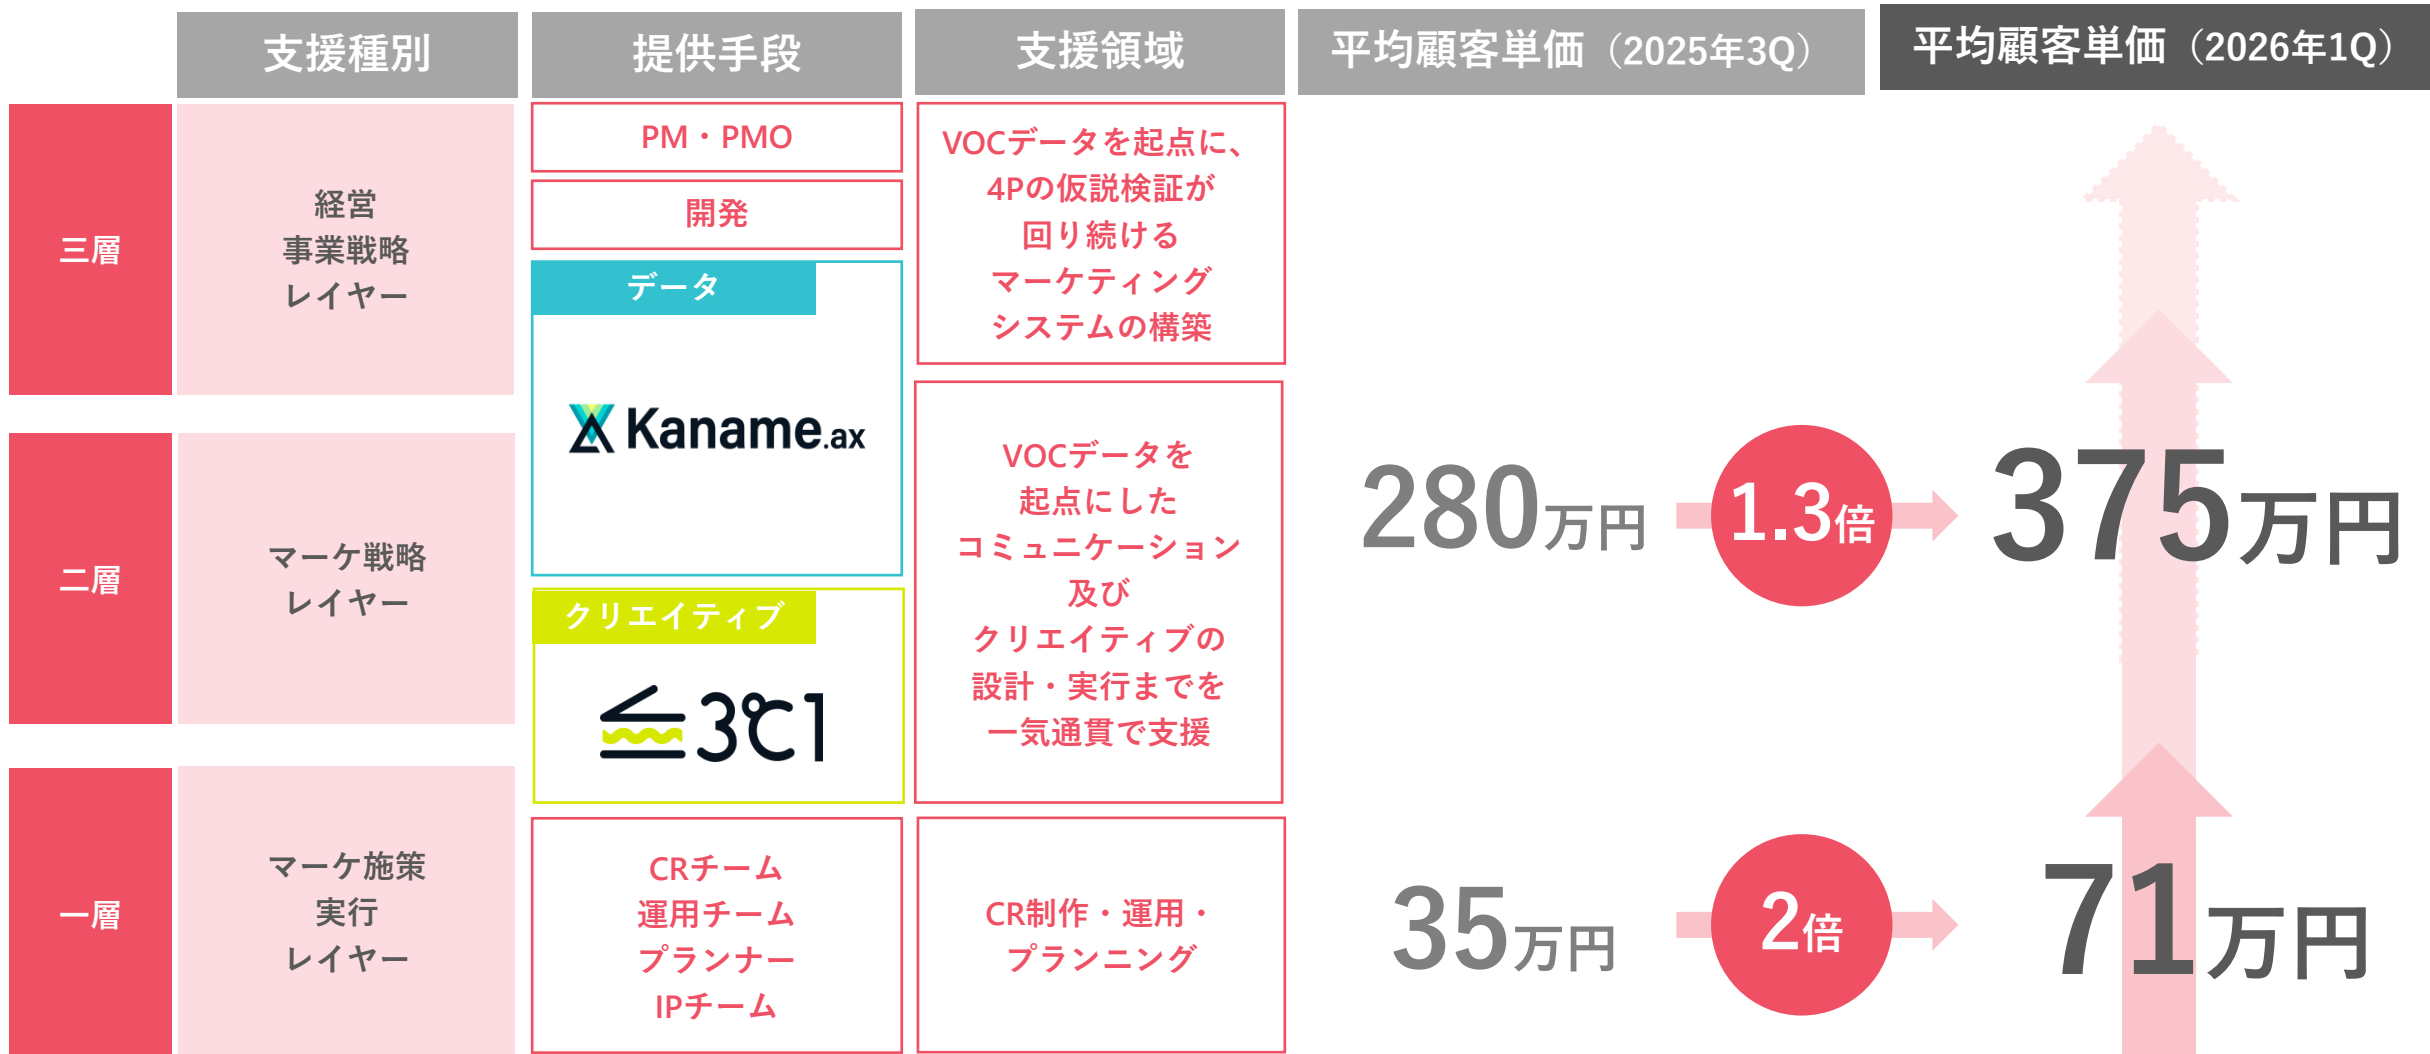 支援種別
提供手段
支援領域
平均顧客単価（2025年3Q）
平均顧客単価（2026年1Q）
三層
経営
事業戦略
レイヤー
PM・PMO
開発
データ
Kaname.ax
VOCデータを起点に、
4Pの仮説検証が
回り続ける
マーケティング
システムの構築
二層
マーケ戦略
レイヤー
クリエイティブ
3℃1
VOCデータを
起点にした
コミュニケーション
及び
クリエイティブの
設計・実行までを
一気通貫で支援
280万円
1.3倍
375万円
一層
マーケ施策
実行
レイヤー
CRチーム
運用チーム
プランナー
IPチーム
CR制作・運用・
プランニング
35万円
2倍
71万円